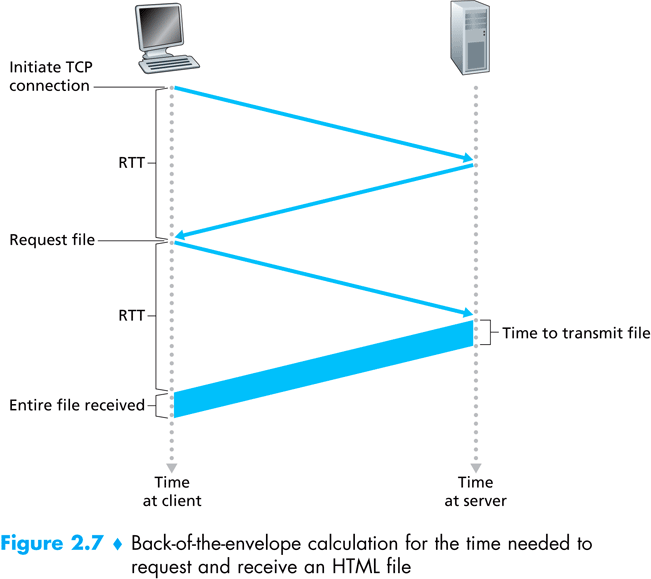 Initiate TCP
connection
RTT
Request file
RTT
Time to transmit file
Entire file received
Time
at client
Time
at server
Figure 2.7 ♦ Back-of-the-envelope calculation for the time needed to
request and receive an HTML file